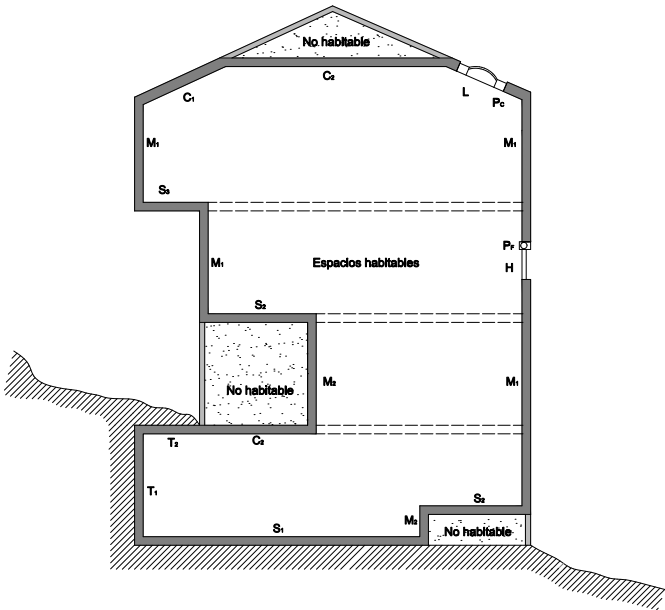 No habitable
C2
C1
L
PC
M1
M1
S3
PF
M1
Espacios habitables
H
S2
M2
M1
No habitable
T2
C2
T1
S2
S1
M2
No habitable